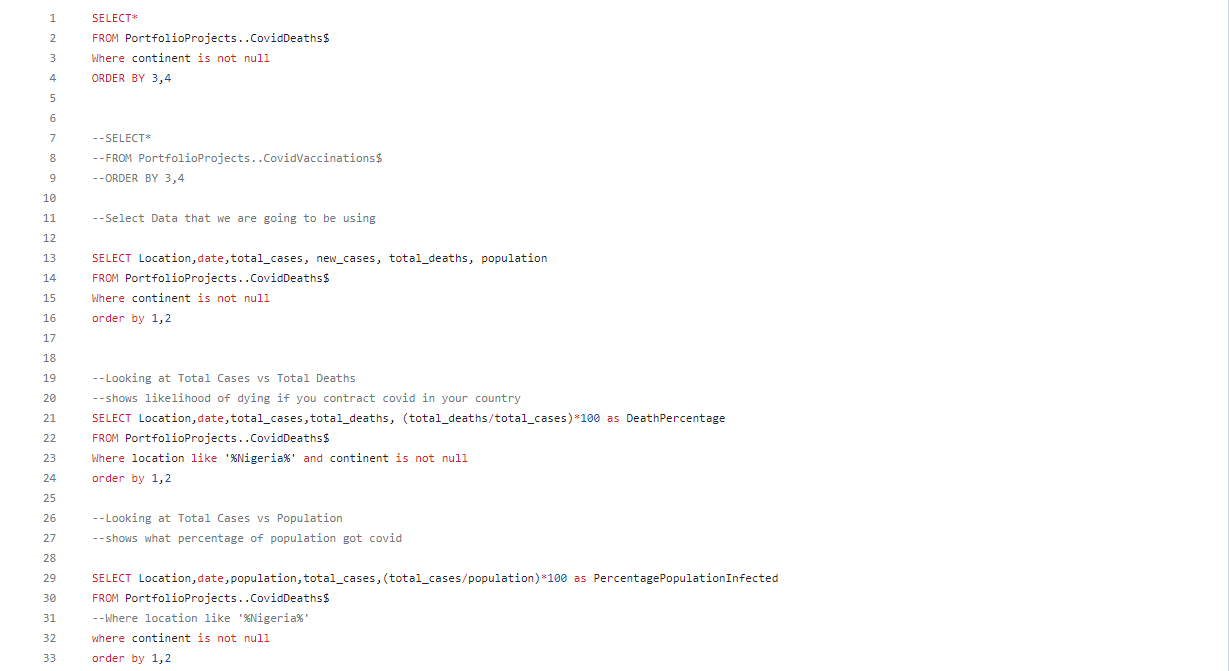 1 SELECT*
2 FROM PortfolioProjects..CovidDeaths$
3 Where continent is not null
4 ORDER BY 3,4
5
6
7 --SELECT*
8 --FROM PortfolioProjects..CovidVaccinations$
9 --ORDER BY 3,4
10
11 --Select Data that we are going to be using
12
13 SELECT Location,date,total_cases, new_cases, total_deaths, population
14 FROM PortfolioProjects..CovidDeaths$
15 Where continent is not null
16 order by 1,2
17
18
19 --Looking at Total Cases vs Total Deaths
20 --shows likelihood of dying if you contract covid in your country
21 SELECT Location,date,total_cases,total_deaths, (total_deaths/total_cases)*100 as DeathPercentage
22 FROM PortfolioProjects..CovidDeaths$
23 Where location like '%Nigeria%' and continent is not null
24 order by 1,2
25
26 --Looking at Total Cases vs Population
27 --shows what percentage of population got covid
28
29 SELECT Location,date,population,total_cases,(total_cases/population)*100 as PercentagePopulationInfected
30 FROM PortfolioProjects..CovidDeaths$
31 --Where location like '%Nigeria%'
32 where continent is not null
33 order by 1,2